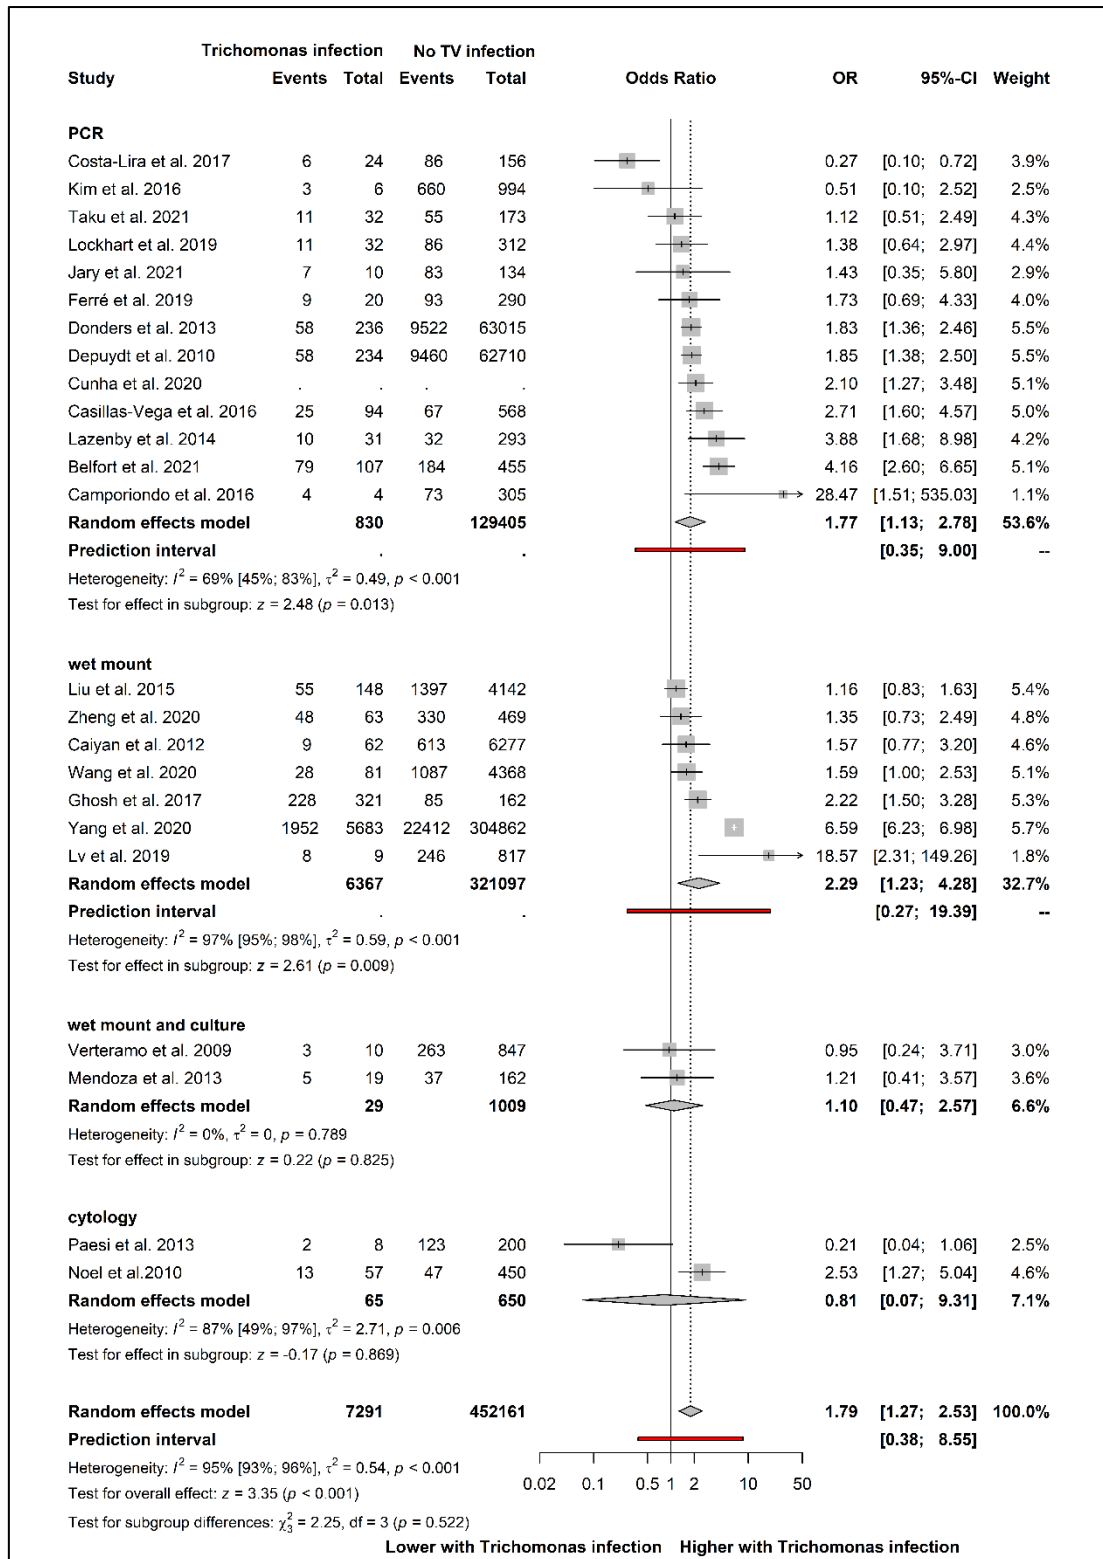 Trichomonas infection No TV infection
Study Events Total Events Total Odds Ratio OR 95%-CI Weight
PCR
Costa-Lira et al. 2017 6 24 86 156 0.27 [0.10; 0.72] 3.9%
Kim et al. 2016 3 6 660 994 0.51 [0.10; 2.52] 2.5%
Taku et al. 2021 11 32 55 173 1.12 [0.51; 2.49] 4.3%
Lockhart et al. 2019 11 32 86 312 1.38 [0.64; 2.97] 4.4%
Jary et al. 2021 7 10 83 134 1.43 [0.35; 5.80] 2.9%
Ferré et al. 2019 9 20 93 290 1.73 [0.69; 4.33] 4.0%
Donders et al. 2013 58 236 9522 63015 1.83 [1.36; 2.46] 5.5%
Depuydt et al. 2010 58 234 9460 62710 1.85 [1.38; 2.50] 5.5%
Cunha et al. 2020 . . . . 2.10 [1.27; 3.48] 5.1%
Casillas-Vega et al. 2016 25 94 67 568 2.71 [1.60; 4.57] 5.0%
Lazenby et al. 2014 10 31 32 293 3.88 [1.68; 8.98] 4.2%
Belfort et al. 2021 79 107 184 455 4.16 [2.60; 6.65] 5.1%
Camporiondo et al. 2016 4 4 73 305 28.47 [1.51; 535.03] 1.1%
Random effects model 830 129405 1.77 [1.13; 2.78] 53.6%
Prediction interval . . [0.35; 9.00] --
Heterogeneity: I² = 69% [45%; 83%], τ² = 0.49, p < 0.001
Test for effect in subgroup: z = 2.48 (p = 0.013)
wet mount
Liu et al. 2015 55 148 1397 4142 1.16 [0.83; 1.63] 5.4%
Zheng et al. 2020 48 63 330 469 1.35 [0.73; 2.49] 4.8%
Caiyan et al. 2012 9 62 613 6277 1.57 [0.77; 3.20] 4.6%
Wang et al. 2020 28 81 1087 4368 1.59 [1.00; 2.53] 5.1%
Ghosh et al. 2017 228 321 85 162 2.22 [1.50; 3.28] 5.3%
Yang et al. 2020 1952 5683 22412 304862 6.59 [6.23; 6.98] 5.7%
Lv et al. 2019 8 9 246 817 18.57 [2.31; 149.26] 1.8%
Random effects model 6367 321097 2.29 [1.23; 4.28] 32.7%
Prediction interval . . [0.27; 19.39] --
Heterogeneity: I² = 97% [95%; 98%], τ² = 0.59, p < 0.001
Test for effect in subgroup: z = 2.61 (p = 0.009)
wet mount and culture
Verteramo et al. 2009 3 10 263 847 0.95 [0.24; 3.71] 3.0%
Mendoza et al. 2013 5 19 37 162 1.21 [0.41; 3.57] 3.6%
Random effects model 29 1009 1.10 [0.47; 2.57] 6.6%
Heterogeneity: I² = 0%, τ² = 0, p = 0.789
Test for effect in subgroup: z = 0.22 (p = 0.825)
cytology
Paesi et al. 2013 2 8 123 200 0.21 [0.04; 1.06] 2.5%
Noel et al.2010 13 57 47 450 2.53 [1.27; 5.04] 4.6%
Random effects model 65 650 0.81 [0.07; 9.31] 7.1%
Heterogeneity: I² = 87% [49%; 97%], τ² = 2.71, p = 0.006
Test for effect in subgroup: z = -0.17 (p = 0.869)
Random effects model 7291 452161 1.79 [1.27; 2.53] 100.0%
Prediction interval [0.38; 8.55]
Heterogeneity: I² = 95% [93%; 96%], τ² = 0.54, p < 0.001
Test for overall effect: z = 3.35 (p < 0.001)
0.02 0.1 0.5 1 2 10 50
Test for subgroup differences: χ²₃ = 2.25, df = 3 (p = 0.522)
Lower with Trichomonas infection Higher with Trichomonas infection